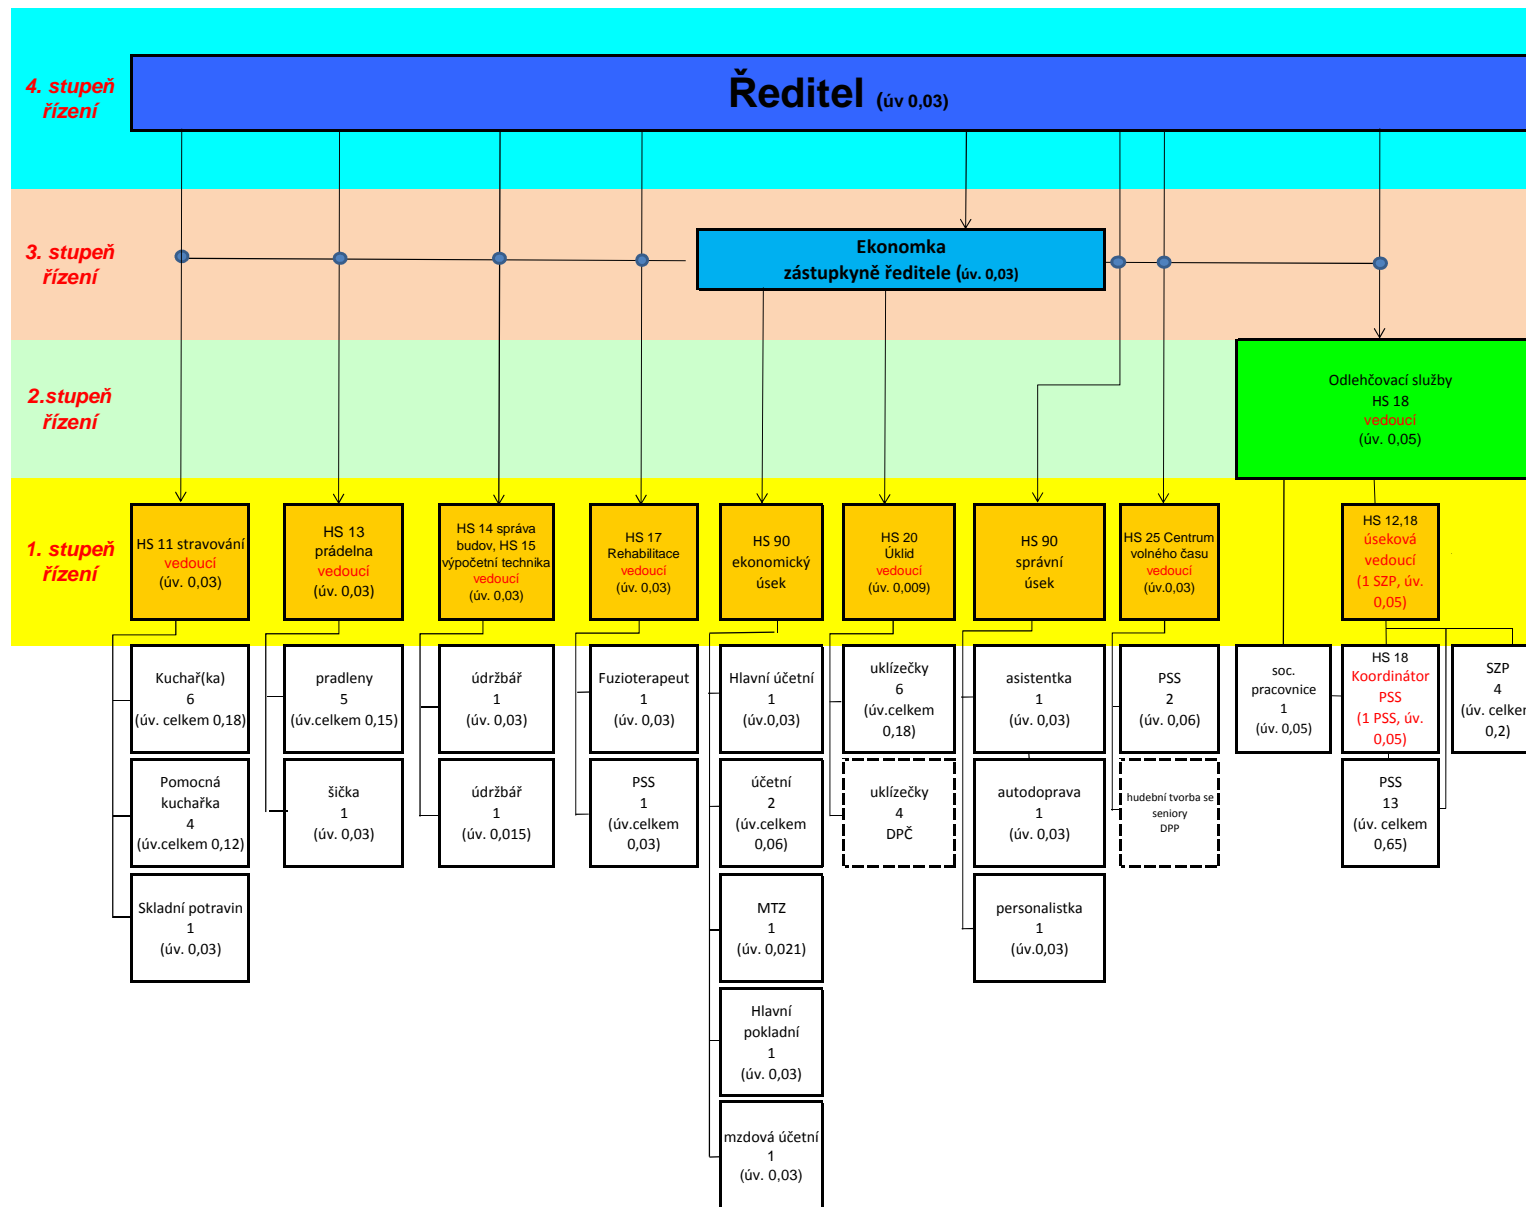 4. stupeň
řízení
Ředitel (úv 0,03)
3. stupeň
řízení
Ekonomka
zástupkyně ředitele (úv. 0,03)
2.stupeň
řízení
Odlehčovací služby
HS 18
vedoucí
(úv. 0,05)
1. stupeň
řízení
HS 11 stravování
vedoucí
(úv. 0,03)
HS 13
prádelna
vedoucí
(úv. 0,03)
HS 14 správa
budov, HS 15
výpočetní technika
vedoucí
(úv. 0,03)
HS 17
Rehabilitace
vedoucí
(úv. 0,03)
HS 90
ekonomický
úsek
HS 20
Úklid
vedoucí
(úv. 0,009)
HS 90
správní
úsek
HS 25 Centrum
volného času
vedoucí
(úv.0,03)
HS 12,18
úseková
vedoucí
(1 SZP, úv.
0,05)
Kuchař(ka)
6
(úv. celkem 0,18)
pradleny
5
(úv.celkem 0,15)
údržbář
1
(úv. 0,03)
Fuzioterapeut
1
(úv. 0,03)
Hlavní účetní
1
(úv.0,03)
uklízečky
6
(úv.celkem
0,18)
asistentka
1
(úv. 0,03)
PSS
2
(úv. 0,06)
soc.
pracovnice
1
(úv. 0,05)
HS 18
Koordinátor
PSS
(1 PSS, úv.
0,05)
SZP
4
(úv. celkem
0,2)
Pomocná
kuchařka
4
(úv.celkem 0,12)
šička
1
(úv. 0,03)
údržbář
1
(úv. 0,015)
PSS
1
(úv.celkem
0,03)
účetní
2
(úv.celkem
0,06)
uklízečky
4
DPČ
autodoprava
1
(úv. 0,03)
hudební tvorba se
seniory
DPP
PSS
13
(úv. celkem
0,65)
Skladní potravin
1
(úv. 0,03)
MTZ
1
(úv. 0,021)
personalistka
1
(úv.0,03)
Hlavní
pokladní
1
(úv. 0,03)
mzdová účetní
1
(úv. 0,03)